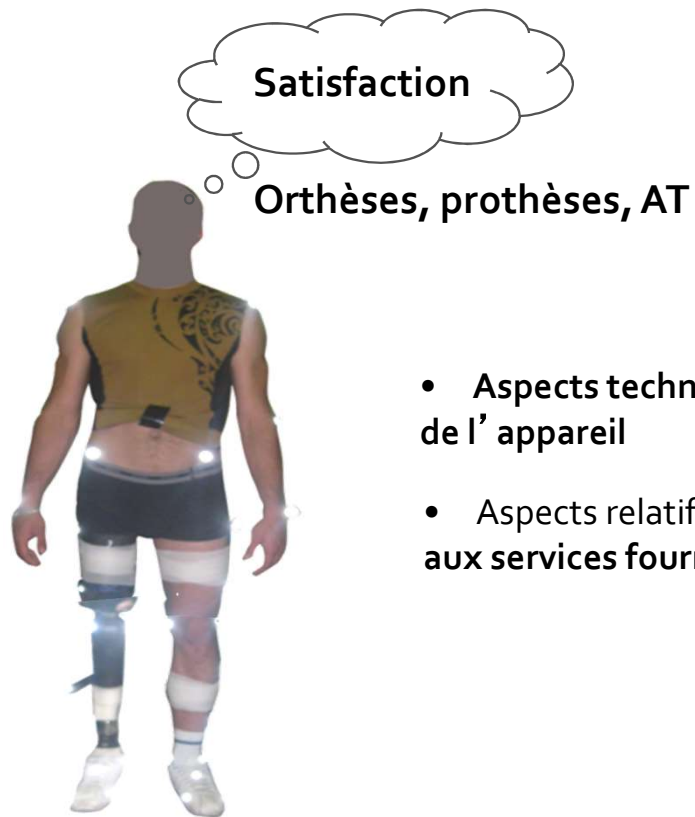 Satisfaction
Orthèses, prothèses, AT
• Aspects techn
de l’appareil
• Aspects relatif
aux services fourn